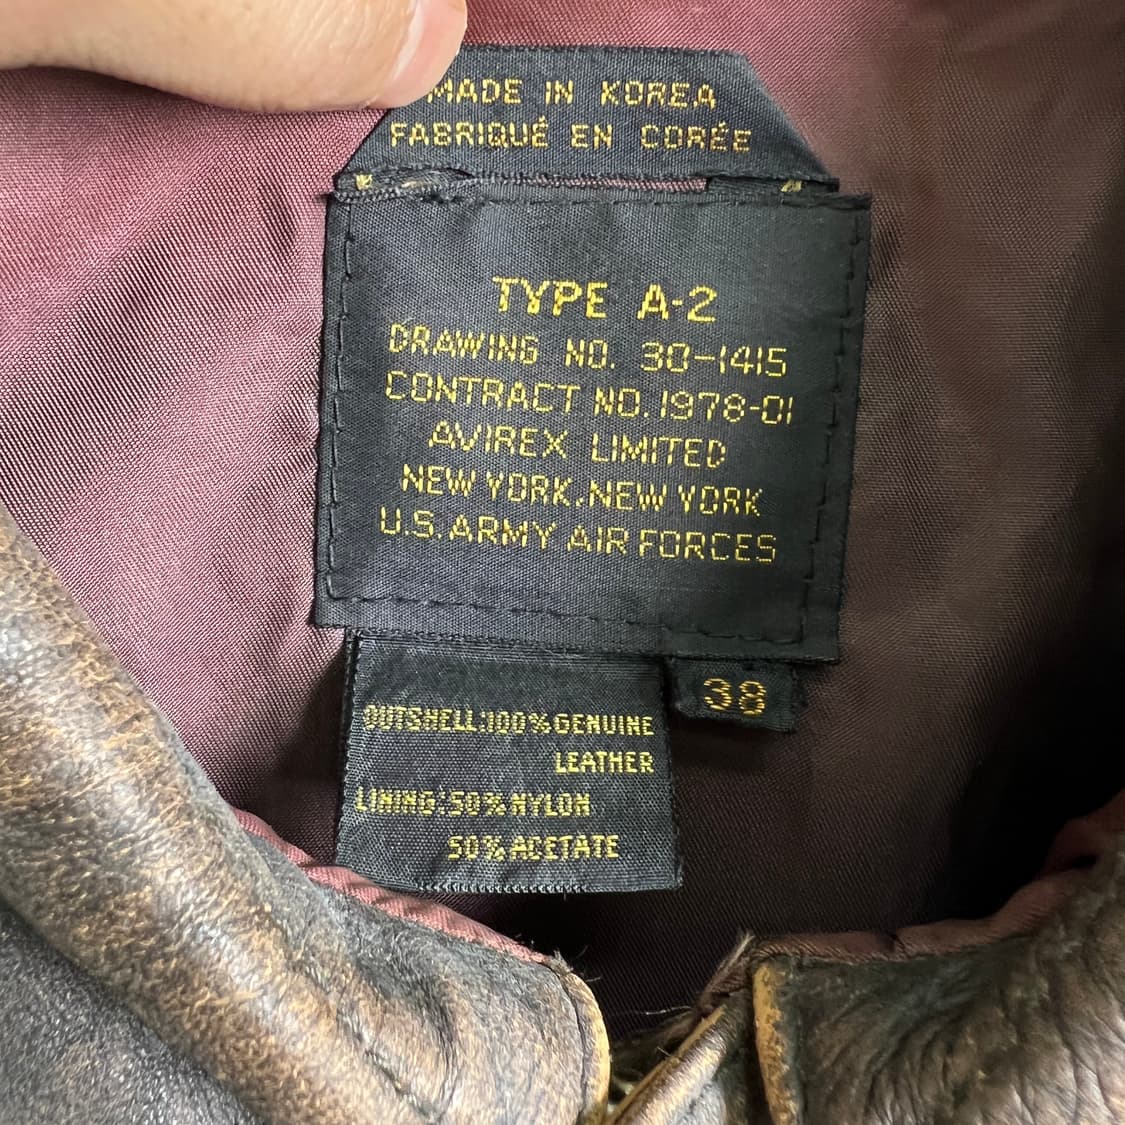 MADE IN KOREA
FABRIQUÉ EN CORÉE
TYPE A-2
DRAWING NO. 30-1415
CONTRACT NO. 1978-01
AVIREX LIMITED
NEW YORK, NEW YORK
U.S. ARMY AIR FORCES
38
OUTSHELL:100% GENUINE
LEATHER
LINING:50% NYLON
50% ACETATE